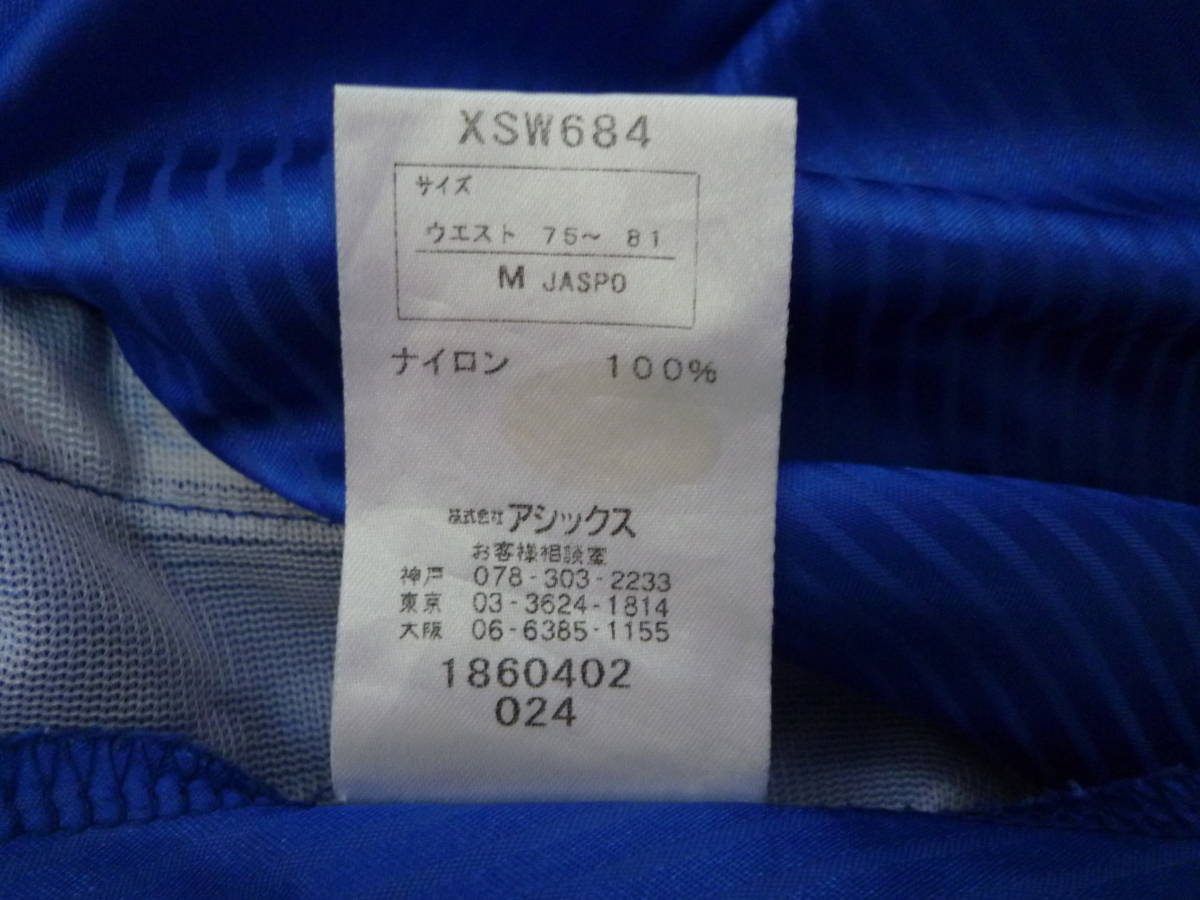 XSW684
サイズ
ウエスト 75〜 81
M JASPO
ナイロン 100%
株式会社アシックス
お客様相談室
神戸 078-303-2233
東京 03-3624-1814
大阪 06-6385-1155
1860402
024